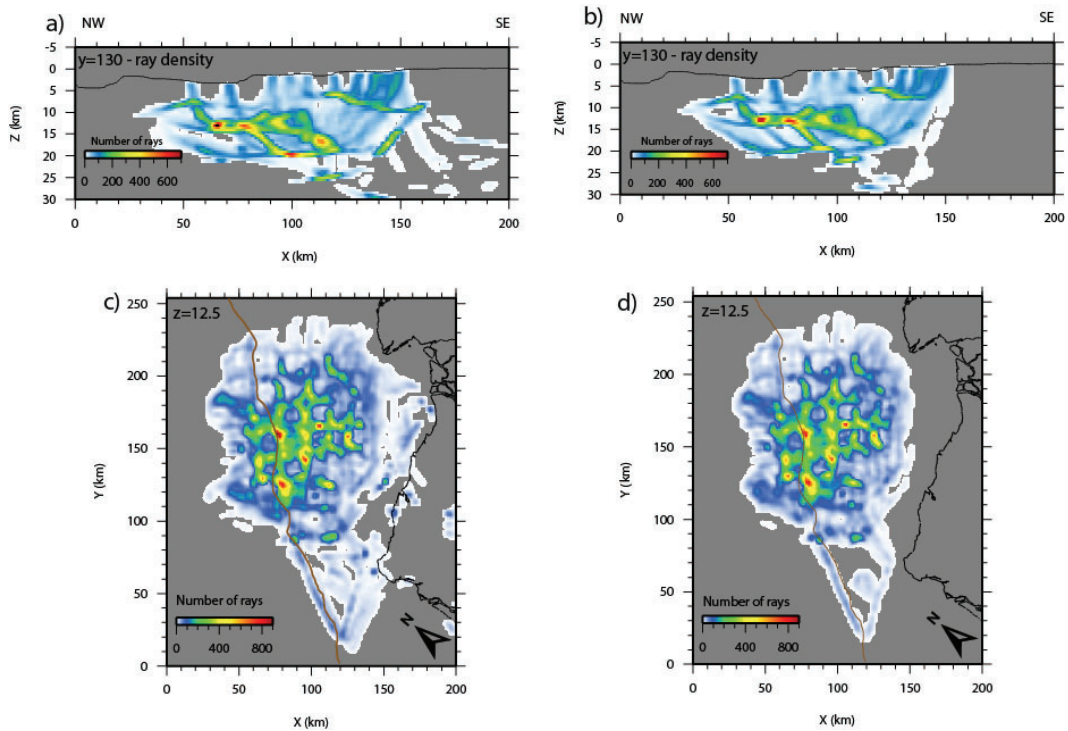 a) NW SE
y=130 - ray density
-5
0
5
10
15
20
25
30
Z (km)
Number of rays
0 200 400 600
0 50 100 150 200
X (km)
b) NW SE
y=130 - ray density
-5
0
5
10
15
20
25
30
Z (km)
Number of rays
0 200 400 600
0 50 100 150 200
X (km)
c)
z=12.5
250
200
150
100
50
0
Y (km)
Number of rays
0 400 800
N
0 50 100 150 200
X (km)
d)
z=12.5
250
200
150
100
50
0
Y (km)
Number of rays
0 400 800
N
0 50 100 150 200
X (km)